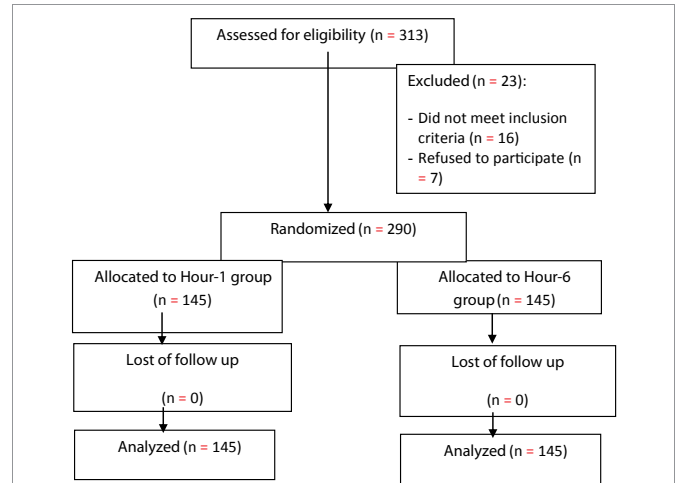 Assessed for eligibility (n = 313)
Excluded (n = 23):
- Did not meet inclusion
criteria (n = 16)
- Refused to participate (n
= 7)
Randomized (n = 290)
Allocated to Hour-1 group
(n = 145)
Allocated to Hour-6
group (n = 145)
Lost of follow up
(n = 0)
Lost of follow up
(n = 0)
Analyzed (n = 145)
Analyzed (n = 145)